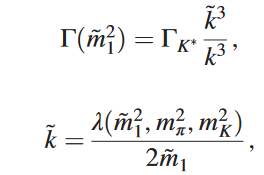 Γ(m̃₁²) = Γ_{K*} k̃³/k³ ,
k̃ = λ(m̃₁², m_π², m_K²)/2m̃₁ ,